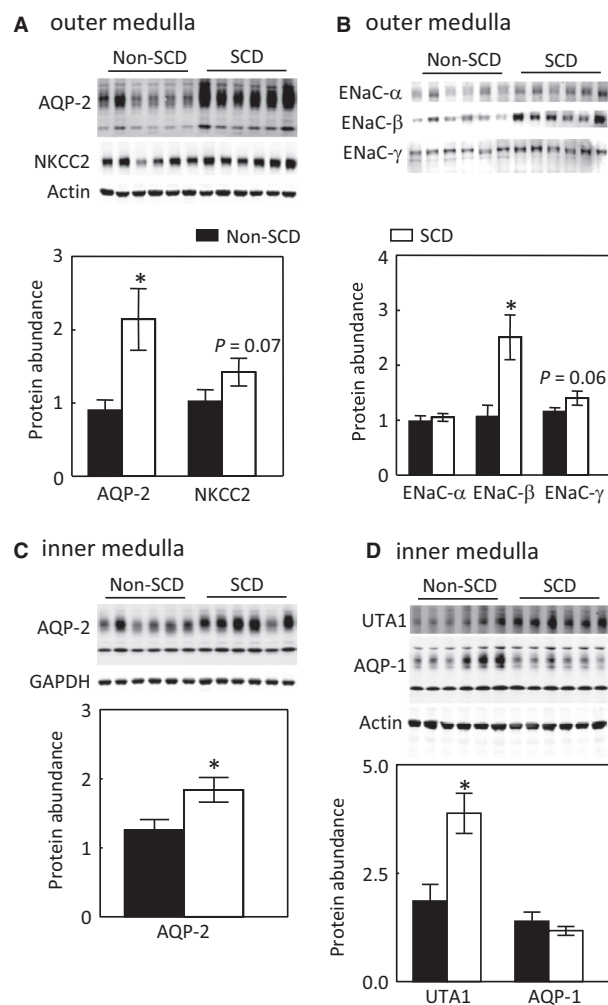 A outer medulla
Non-SCD SCD
AQP-2
NKCC2
Actin
Non-SCD SCD
3
2
1
0
Protein abundance
*
P = 0.07
AQP-2 NKCC2
B outer medulla
Non-SCD SCD
ENaC-α
ENaC-β
ENaC-γ
4
3
2
1
0
Protein abundance
*
P = 0.06
ENaC-α ENaC-β ENaC-γ
C inner medulla
Non-SCD SCD
AQP-2
GAPDH
3
2
1
0
Protein abundance
*
AQP-2
D inner medulla
Non-SCD SCD
UTA1
AQP-1
Actin
5.0
2.5
0.0
Protein abundance
*
UTA1 AQP-1